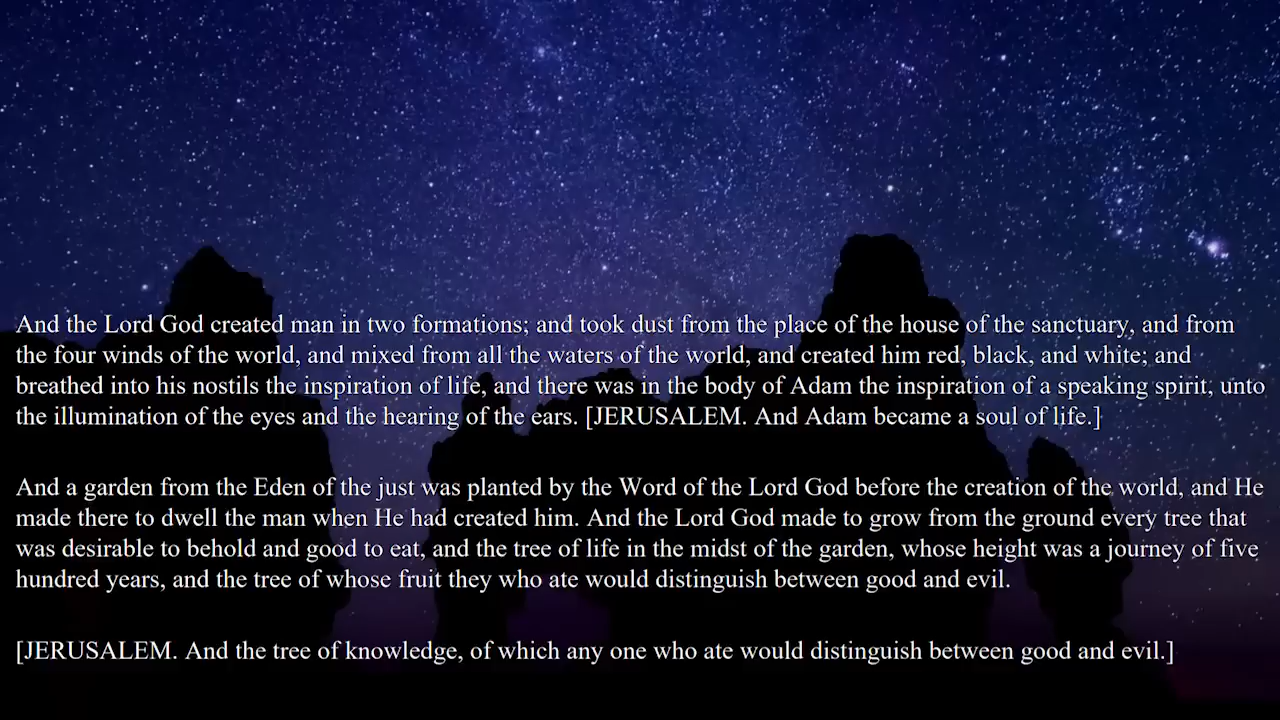 And the Lord God created man in two formations; and took dust from the place of the house of the sanctuary, and from
the four winds of the world, and mixed from all the waters of the world, and created him red, black, and white; and
breathed into his nostils the inspiration of life, and there was in the body of Adam the inspiration of a speaking spirit, unto
the illumination of the eyes and the hearing of the ears. [JERUSALEM. And Adam became a soul of life.]
And a garden from the Eden of the just was planted by the Word of the Lord God before the creation of the world, and He
made there to dwell the man when He had created him. And the Lord God made to grow from the ground every tree that
was desirable to behold and good to eat, and the tree of life in the midst of the garden, whose height was a journey of five
hundred years, and the tree of whose fruit they who ate would distinguish between good and evil.
[JERUSALEM. And the tree of knowledge, of which any one who ate would distinguish between good and evil.]